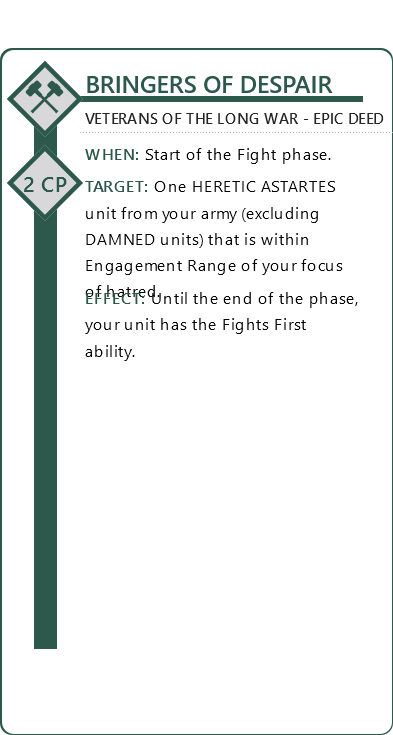 BRINGERS OF DESPAIR
VETERANS OF THE LONG WAR - EPIC DEED
WHEN: Start of the Fight phase.
2 CP
TARGET: One HERETIC ASTARTES
unit from your army (excluding
DAMNED units) that is within
Engagement Range of your focus
of hatred.
EFFECT: Until the end of the phase,
your unit has the Fights First
ability.